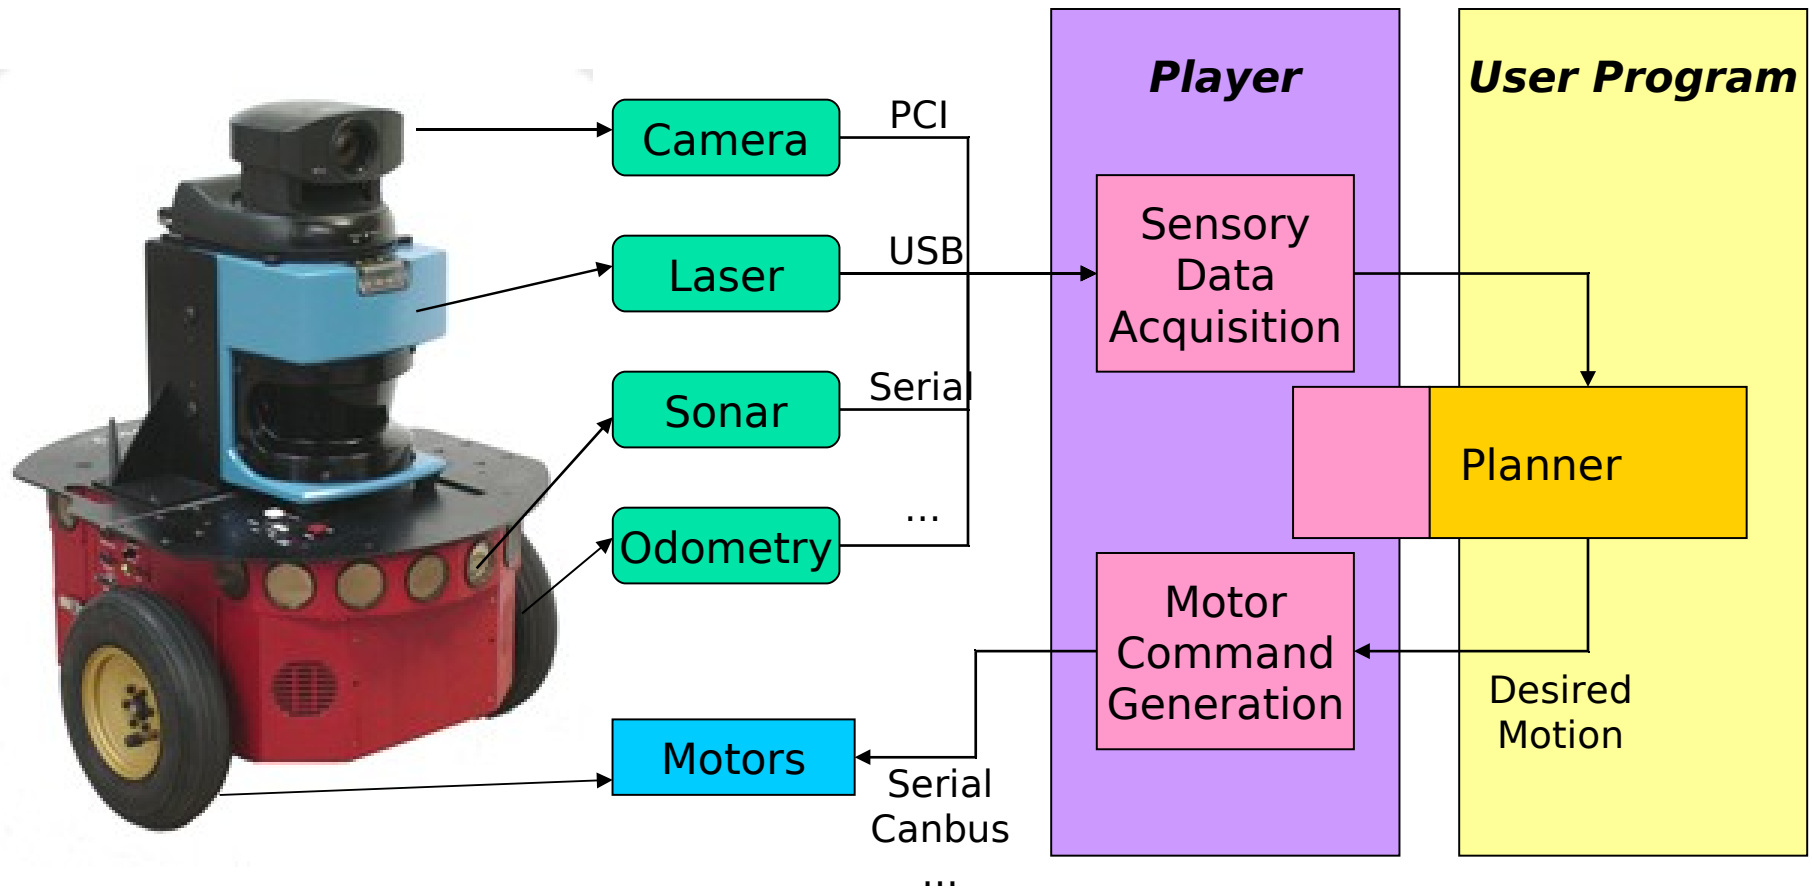 Player
User Program
Camera
PCI
Laser
USB
Sensory
Data
Acquisition
Sonar
Serial
Planner
Odometry
...
Motor
Command
Generation
Desired
Motion
Motors
Serial
Canbus
...